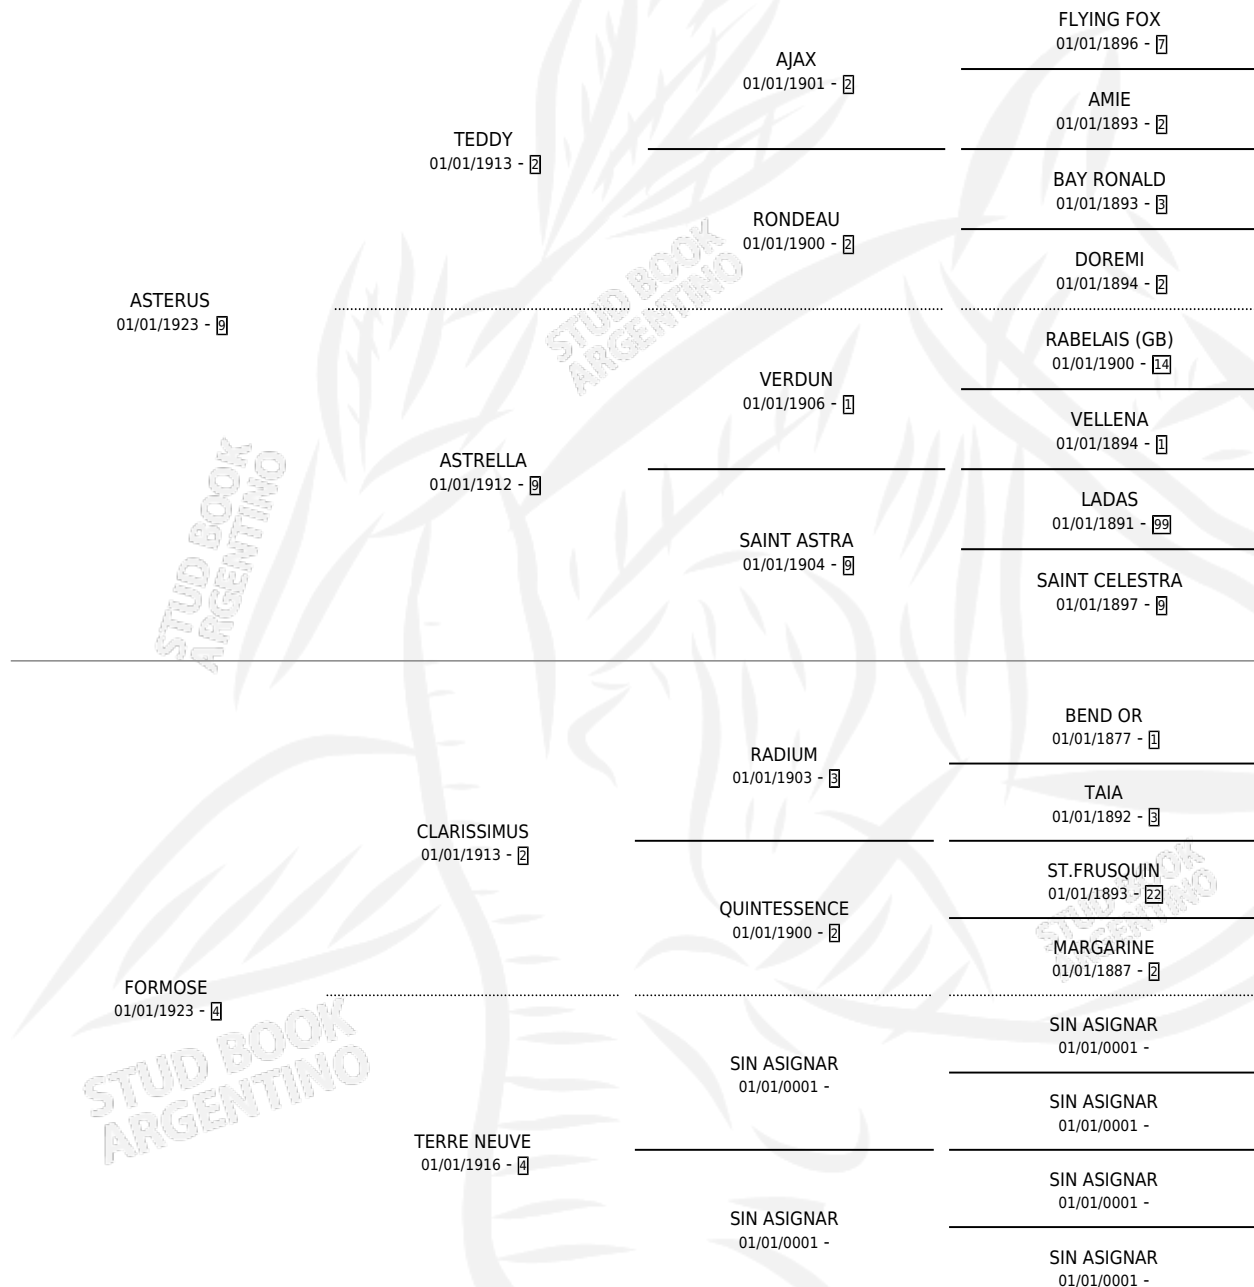 FLYING FOX
01/01/1896 - 7
AJAX
01/01/1901 - 2
AMIE
01/01/1893 - 2
TEDDY
01/01/1913 - 2
BAY RONALD
01/01/1893 - 3
RONDEAU
01/01/1900 - 2
DOREMI
01/01/1894 - 2
ASTERUS
01/01/1923 - 9
RABELAIS (GB)
01/01/1900 - 14
VERDUN
01/01/1906 - 1
VELLENA
01/01/1894 - 1
ASTRELLA
01/01/1912 - 9
LADAS
01/01/1891 - 99
SAINT ASTRA
01/01/1904 - 9
SAINT CELESTRA
01/01/1897 - 9
STUD BOOK
ARGENTINO
STUD BOOK
ARGENTINO
BEND OR
01/01/1877 - 1
RADIUM
01/01/1903 - 3
TAIA
01/01/1892 - 3
CLARISSIMUS
01/01/1913 - 2
ST.FRUSQUIN
01/01/1893 - 22
QUINTESSENCE
01/01/1900 - 2
MARGARINE
01/01/1887 - 2
STUD BOOK
ARGENTINO
FORMOSE
01/01/1923 - 4
SIN ASIGNAR
01/01/0001 -
SIN ASIGNAR
01/01/0001 -
SIN ASIGNAR
01/01/0001 -
TERRE NEUVE
01/01/1916 - 4
SIN ASIGNAR
01/01/0001 -
SIN ASIGNAR
01/01/0001 -
SIN ASIGNAR
01/01/0001 -
STUD BOOK
ARGENTINO